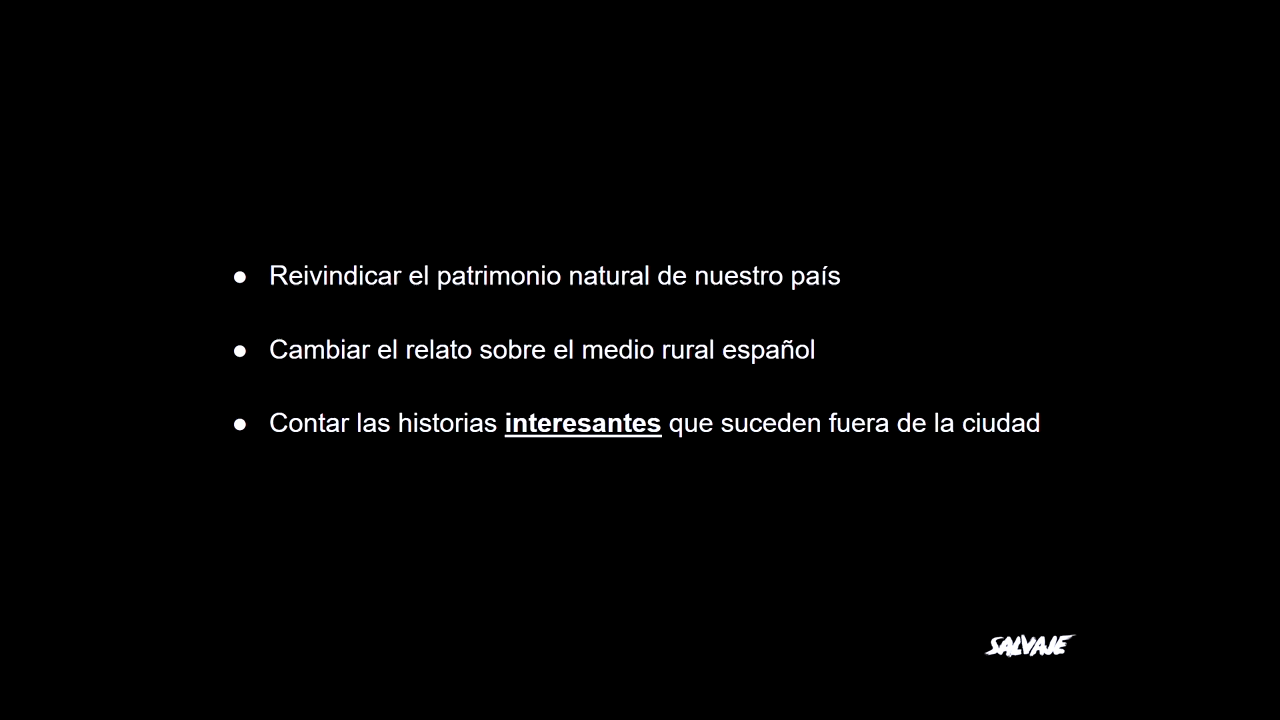 ● Reivindicar el patrimonio natural de nuestro país
● Cambiar el relato sobre el medio rural español
● Contar las historias interesantes que suceden fuera de la ciudad
SALVAJE